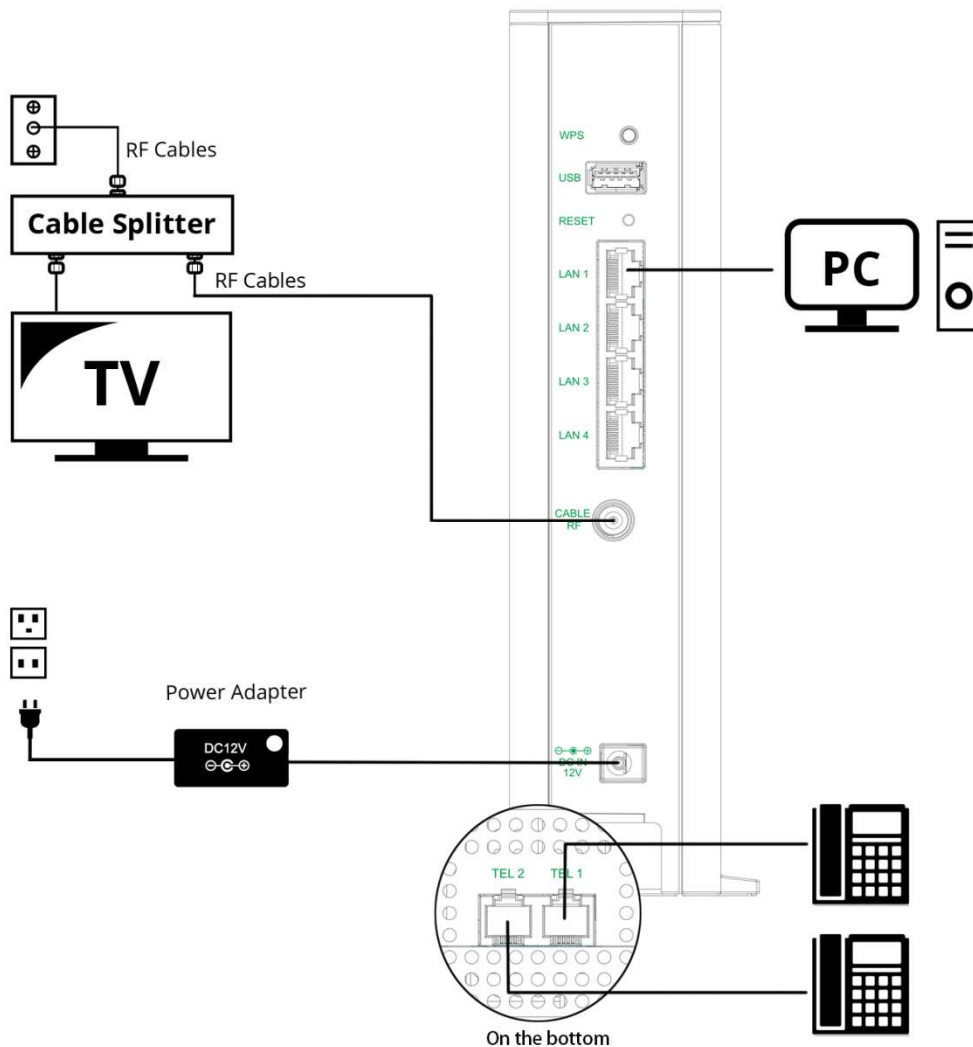 WPS
RF Cables
USB
Cable Splitter
RESET
RF Cables
LAN 1
PC
LAN 2
TV
LAN 3
LAN 4
CABLE
RF
Power Adapter
DC12V
DC IN
12V
TEL 2 TEL 1
On the bottom